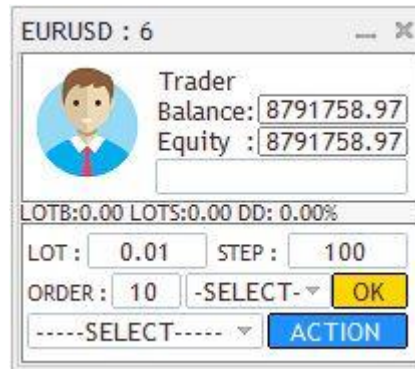 EURUSD : 6
Trader
Balance: 8791758.97
Equity : 8791758.97
LOTB:0.00 LOTS:0.00 DD: 0.00%
LOT : 0.01 STEP : 100
ORDER : 10 -SELECT- OK
-----SELECT----- ACTION